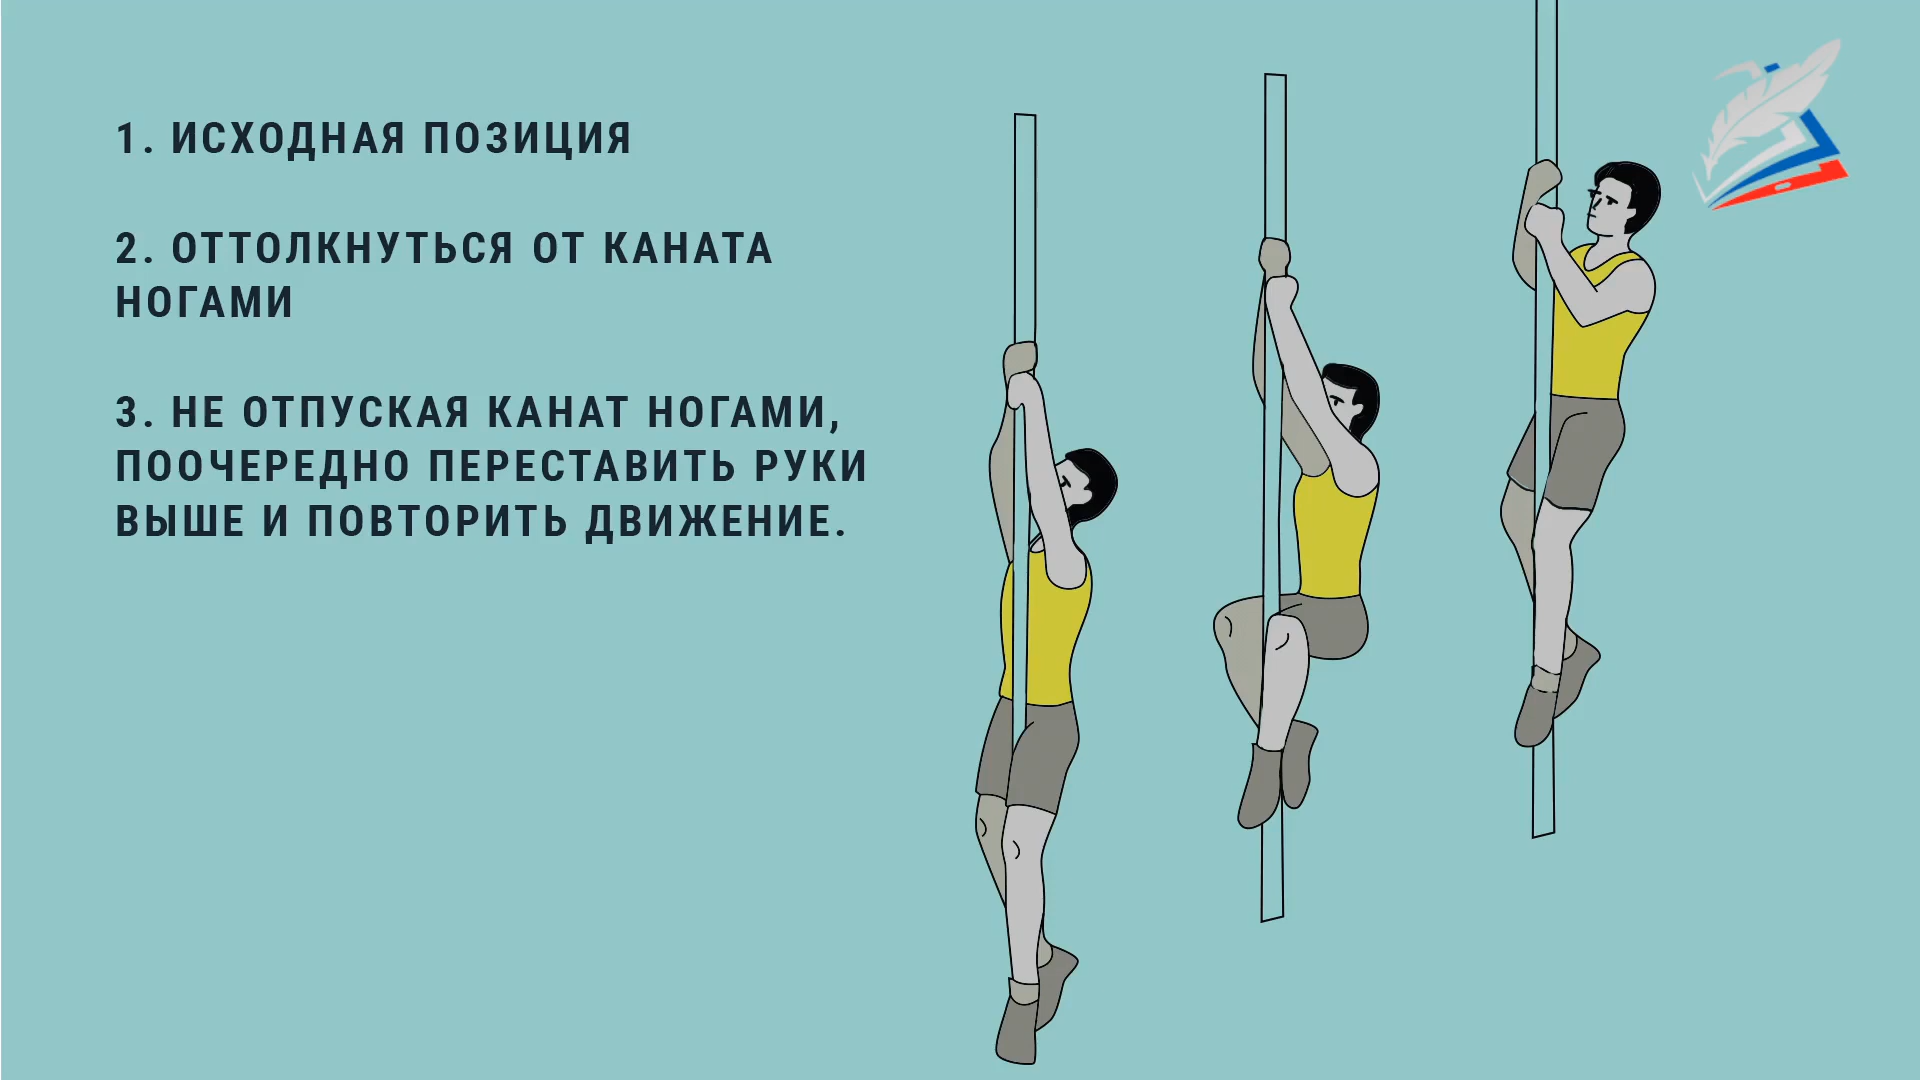 1. ИСХОДНАЯ ПОЗИЦИЯ
2. ОТТОЛКНУТЬСЯ ОТ КАНАТА
НОГАМИ
3. НЕ ОТПУСКАЯ КАНАТ НОГАМИ,
ПООЧЕРЕДНО ПЕРЕСТАВИТЬ РУКИ
ВЫШЕ И ПОВТОРИТЬ ДВИЖЕНИЕ.